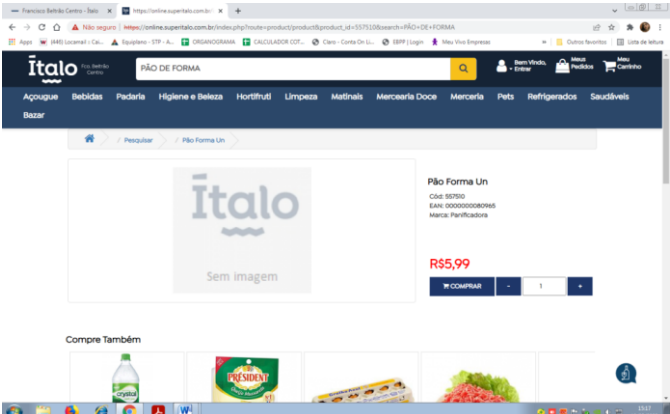 Francisco Beltrão Centro - Ítalo
https://online.superitalo.com.br/
Não seguro | https://online.superitalo.com.br/index.php?route=product/product&product_id=557510&search=PÃO+DE+FORMA
Apps
(445) Locamail • Cai...
Equiplano - STP - A...
ORGANOGRAMA
CALCULADOR COT...
Claro - Conta On Li...
EBPP | Login
Meu Vivo Empresas
Outros favoritos
Lista de leitura
Ítalo
Fco. Beltrão
Centro
PÃO DE FORMA
Bem Vindo,
Entrar
Meus
Pedidos
Meu
Carrinho
Açougue Bebidas Padaria Higiene e Beleza Hortifruti Limpeza Matinais Mercearia Doce Merceria Pets Refrigerados Saudáveis
Bazar
/ Pesquisar / Pão Forma Un
Ítalo
Sem imagem
Pão Forma Un
Cód: 557510
EAN: 0000000080965
Marca: Panificadora
R$5,99
COMPRAR - 1 +
Compre Também
crystal
PRÉSIDENT
15:17